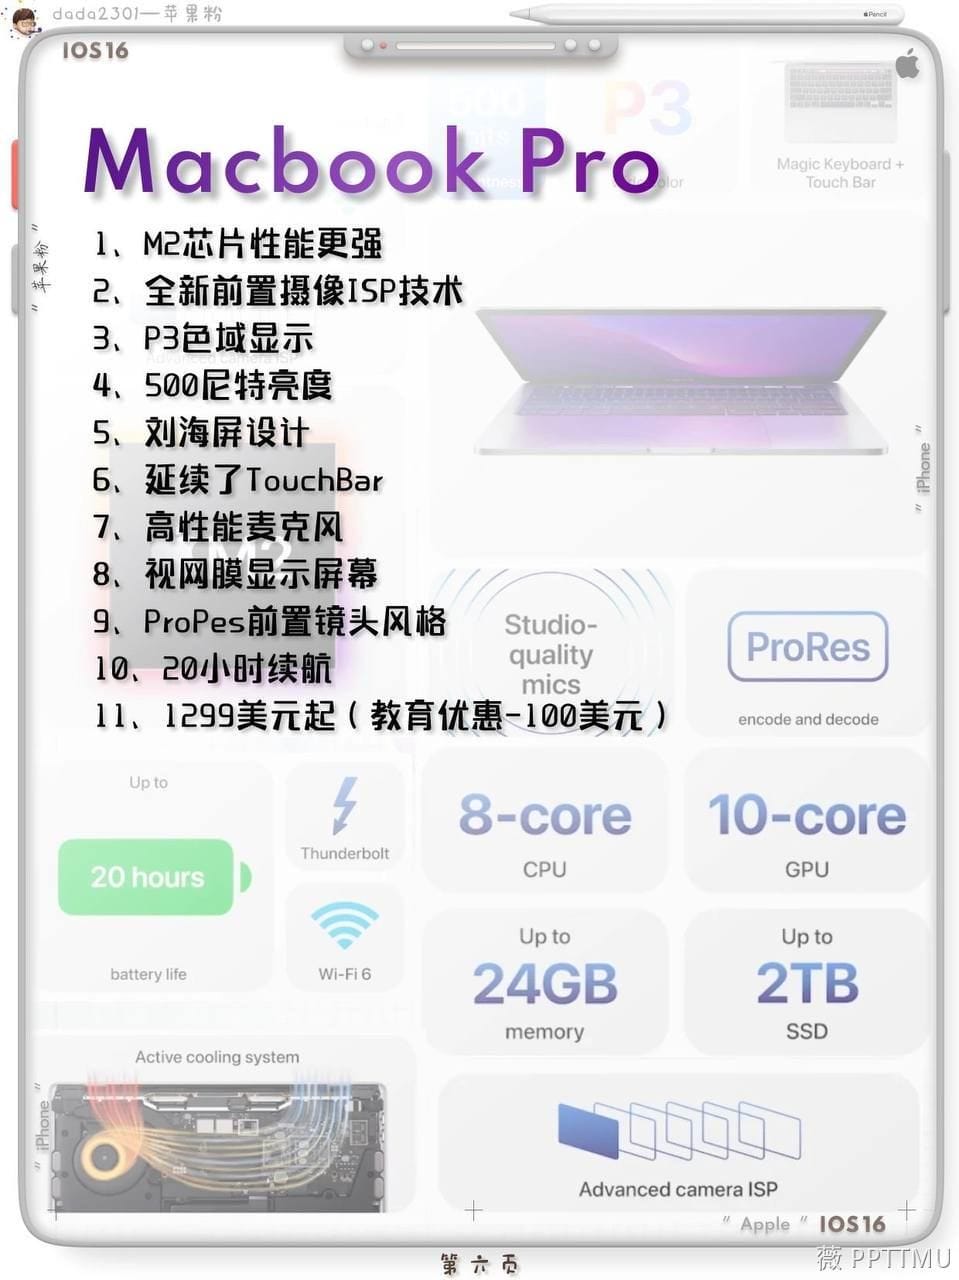 dada2301—苹果粉
Pencil
IOS16
500
nits
P3
Magic Keyboard +
Touch Bar
Macbook Pro
1、M2芯片性能更强
"苹果粉"
2、全新前置摄像ISP技术
3、P3色域显示
4、500尼特亮度
5、刘海屏设计
6、延续了TouchBar
"iPhone"
7、高性能麦克风
M2
8、视网膜显示屏幕
9、ProPes前置镜头风格
10、20小时续航
11、1299美元起（教育优惠-100美元）
Studio-
quality
mics
ProRes
encode and decode
Up to
20 hours
battery life
Thunderbolt
Wi-Fi 6
8-core
CPU
10-core
GPU
Up to
24GB
memory
Up to
2TB
SSD
Active cooling system
"iPhone"
Advanced camera ISP
"Apple" IOS16
第六页
薇 PPTTMU